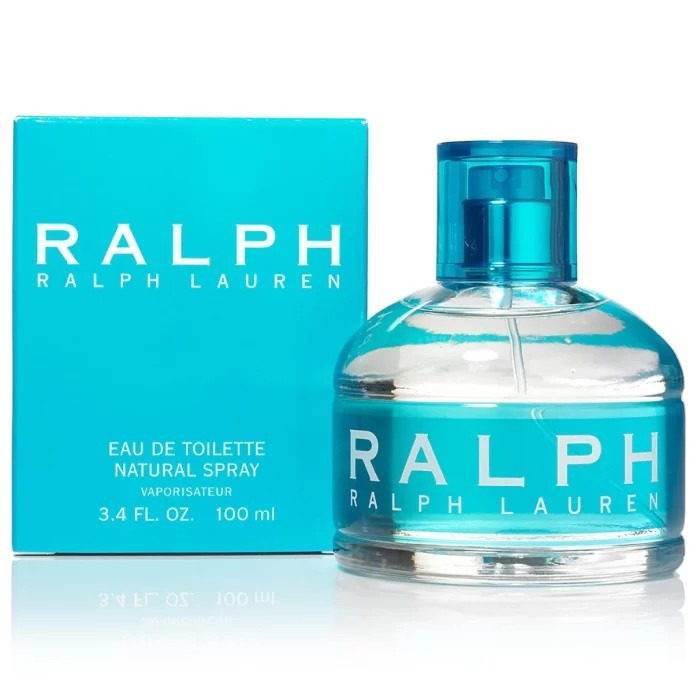 RALPH
RALPH LAUREN
EAU DE TOILETTE
NATURAL SPRAY
VAPORISATEUR
3.4 FL. OZ. 100 ml
RALPH
RALPH LAUREN